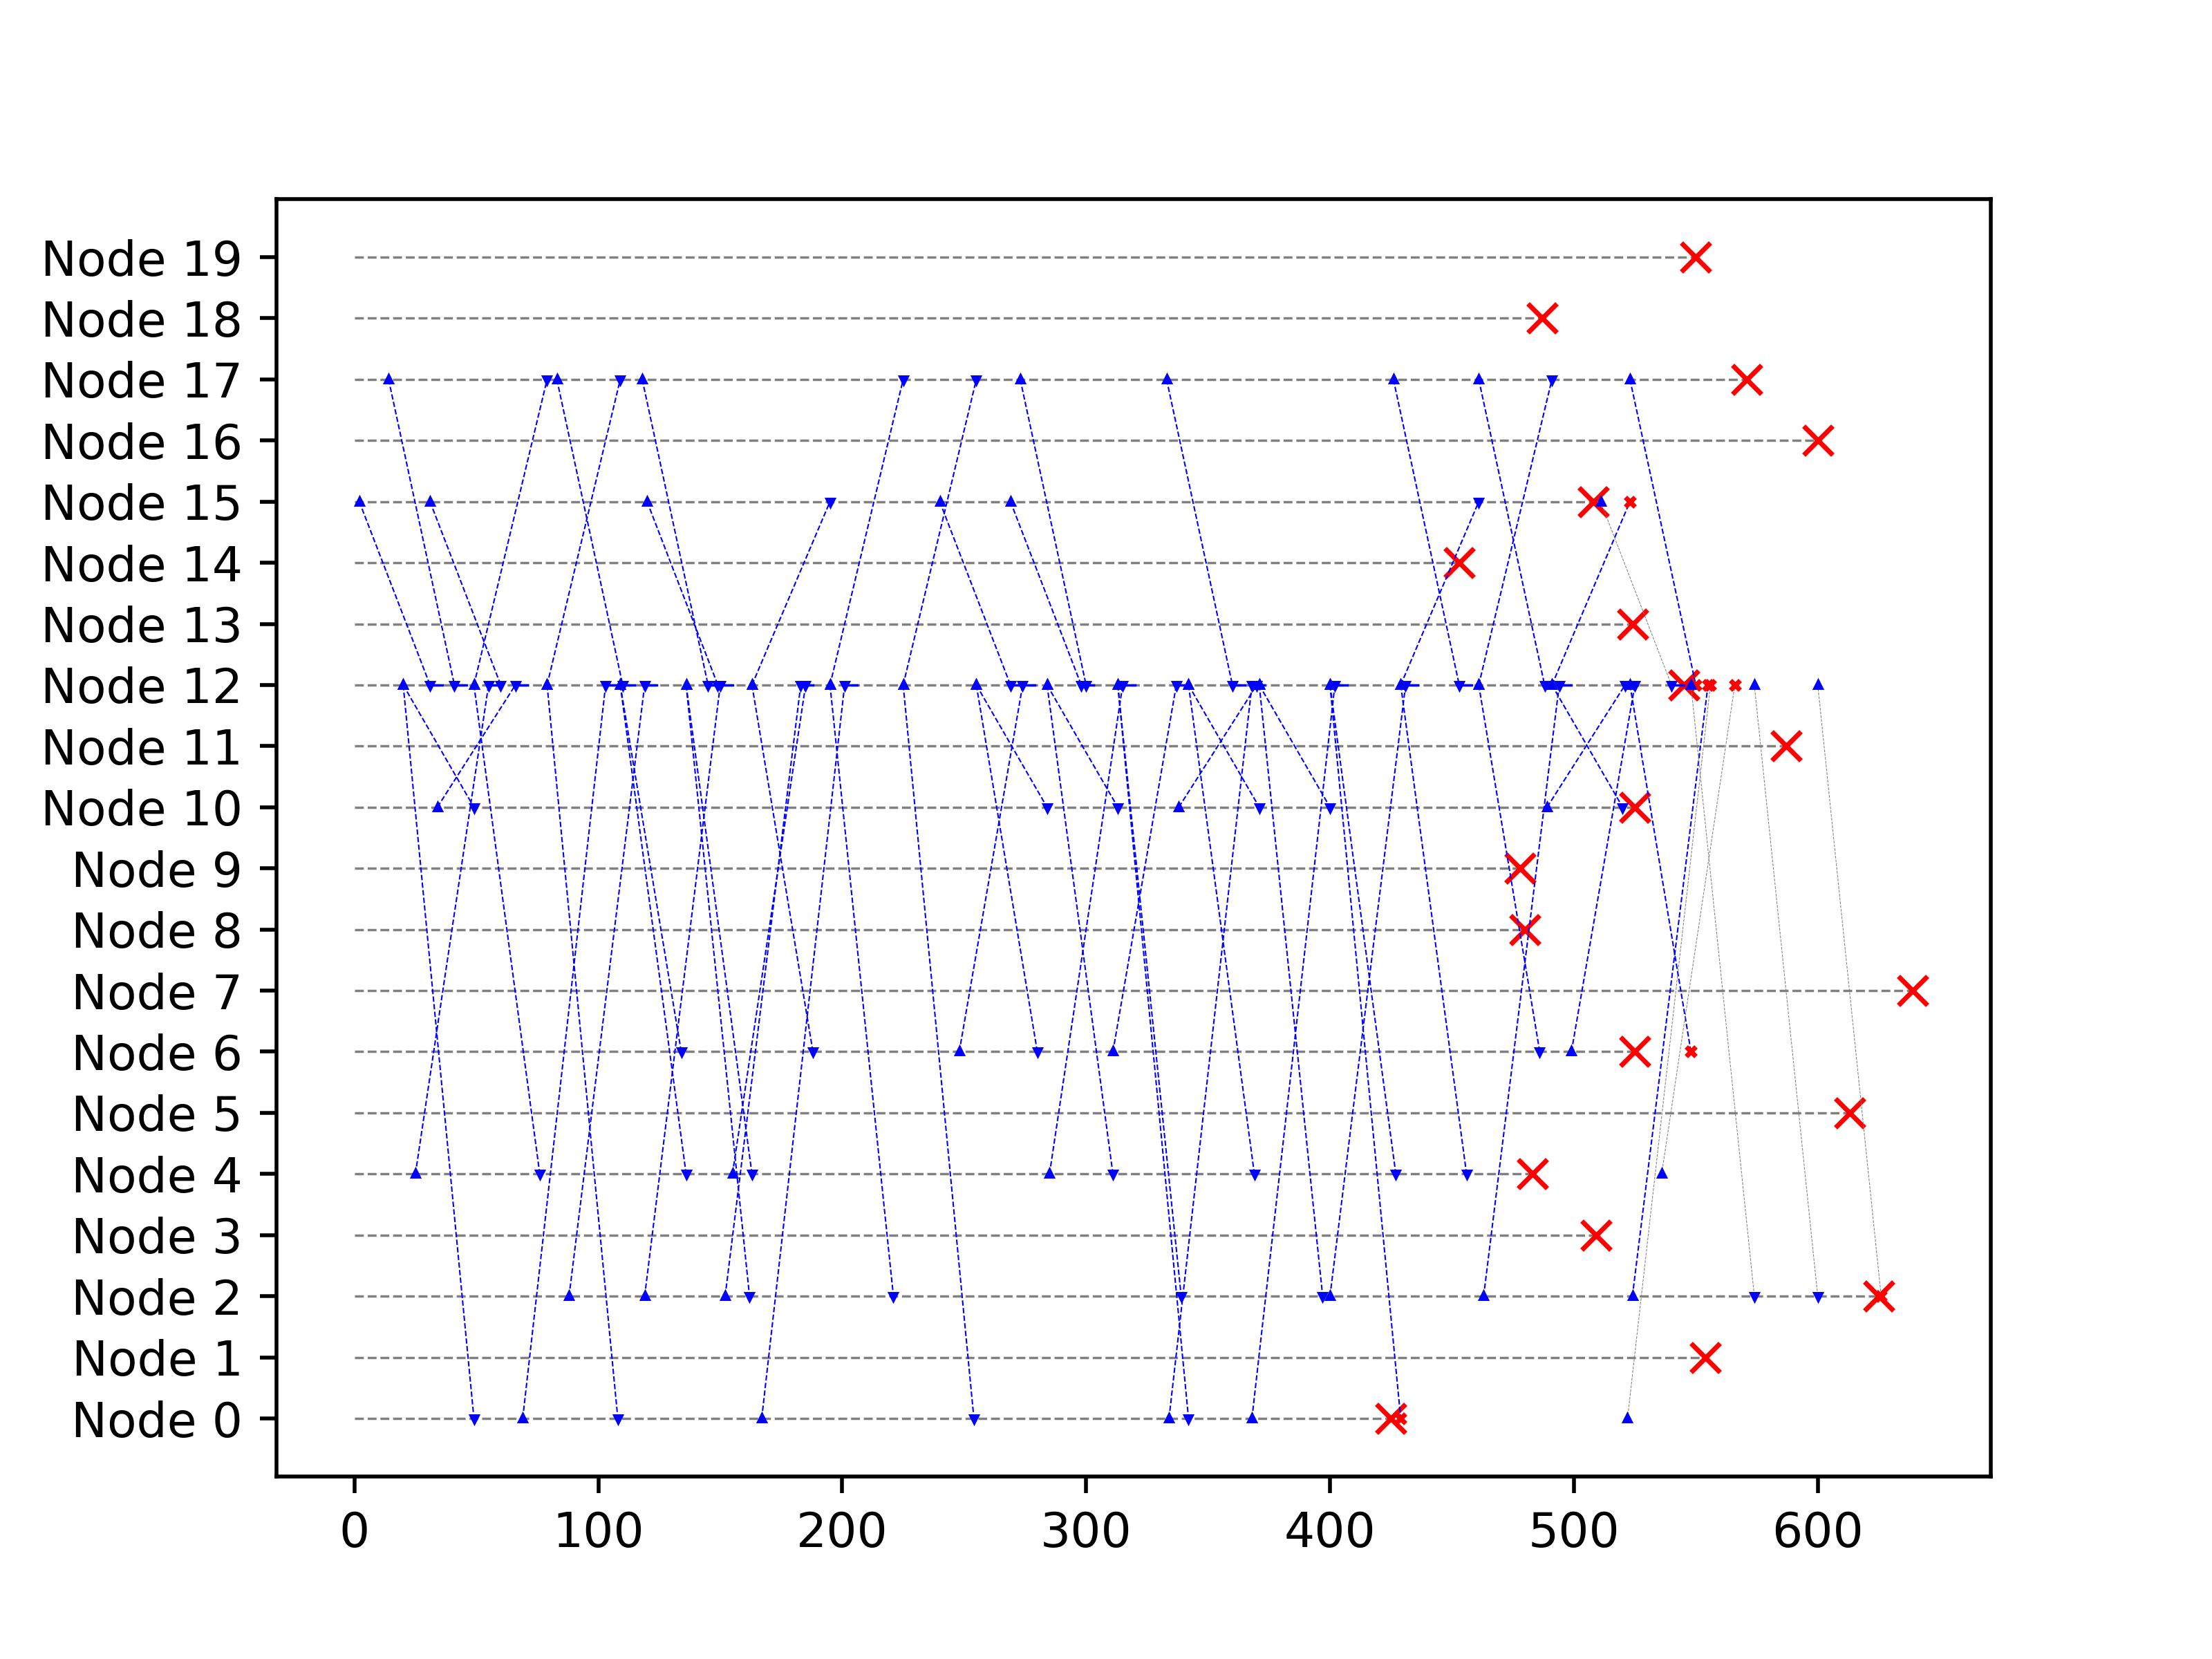 Node 19
Node 18
Node 17
Node 16
Node 15
Node 14
Node 13
Node 12
Node 11
Node 10
Node 9
Node 8
Node 7
Node 6
Node 5
Node 4
Node 3
Node 2
Node 1
Node 0
0 100 200 300 400 500 600